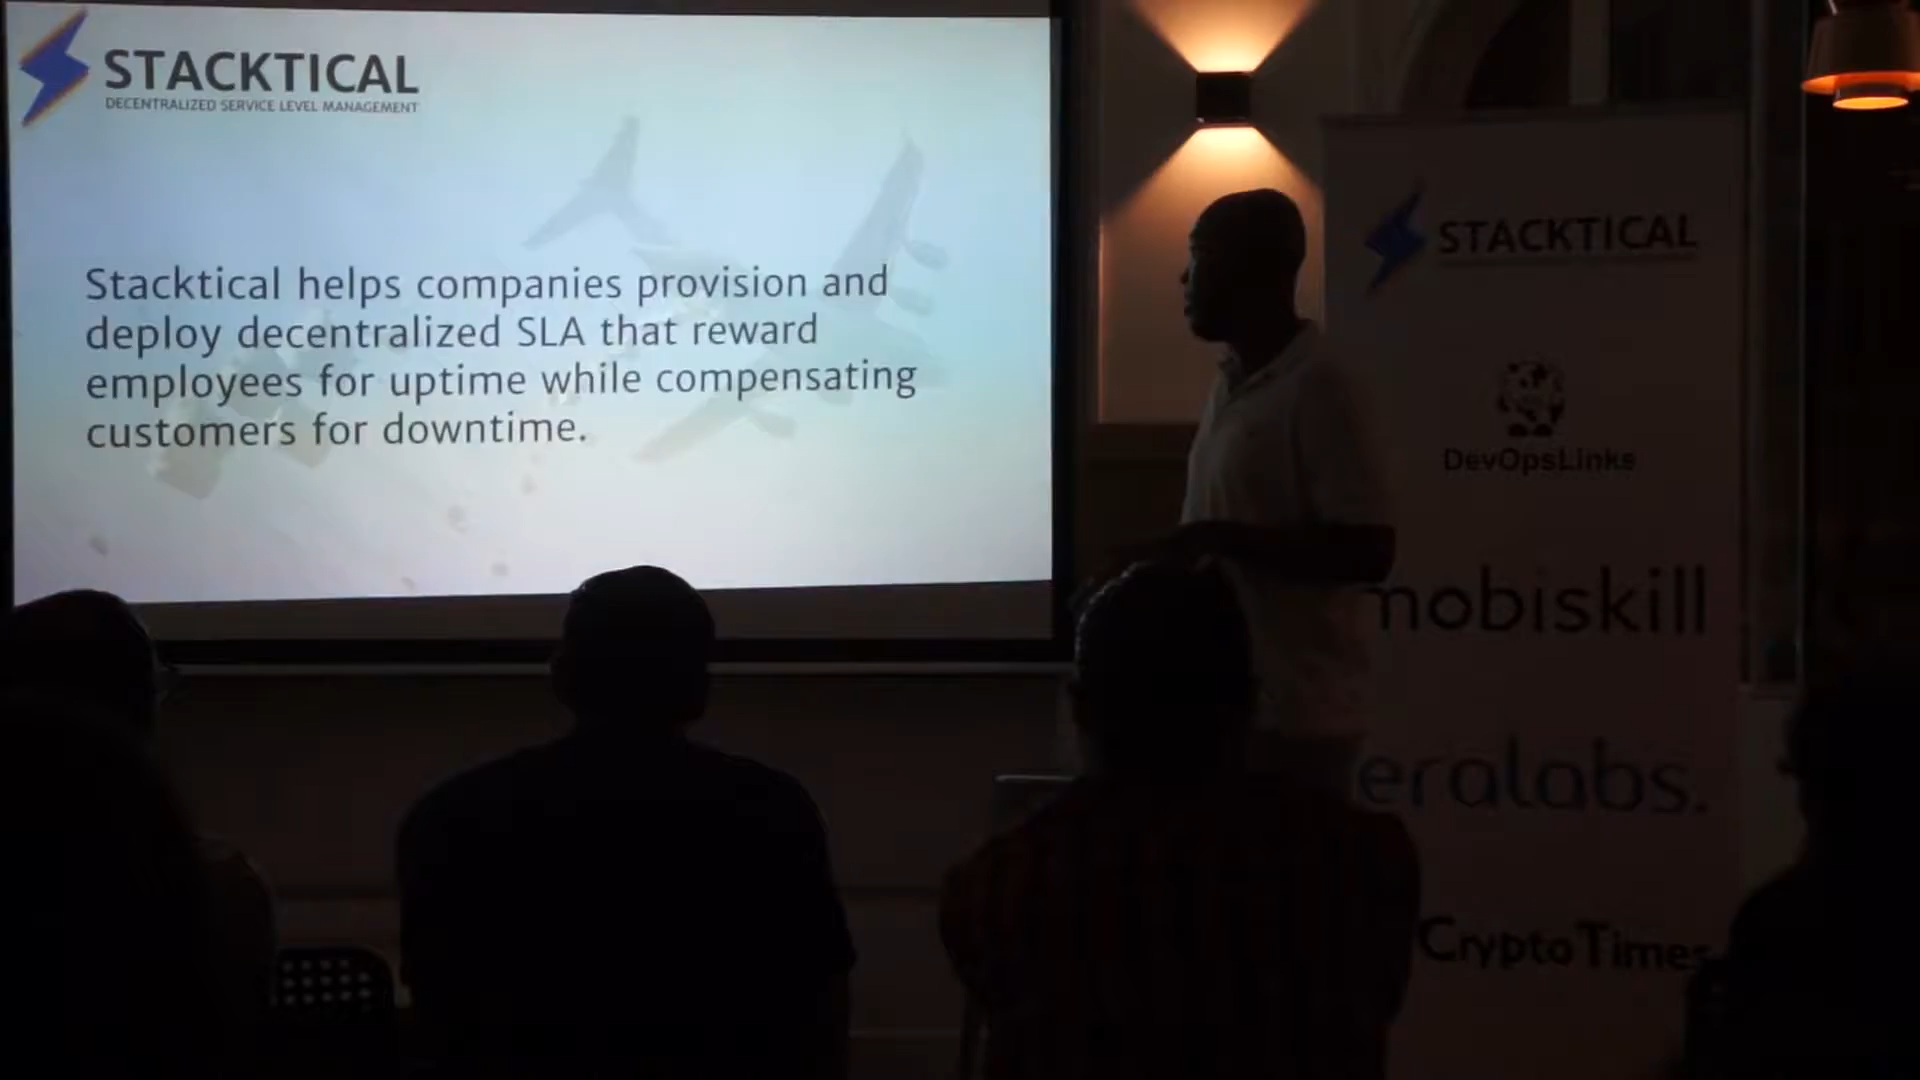 STACKTICAL
DECENTRALIZED SERVICE LEVEL MANAGEMENT
Stacktical helps companies provision and
deploy decentralized SLA that reward
employees for uptime while compensating
customers for downtime.
STACKTICAL
DevOpsLinks
mobiskill
eralabs.
CryptoTimes